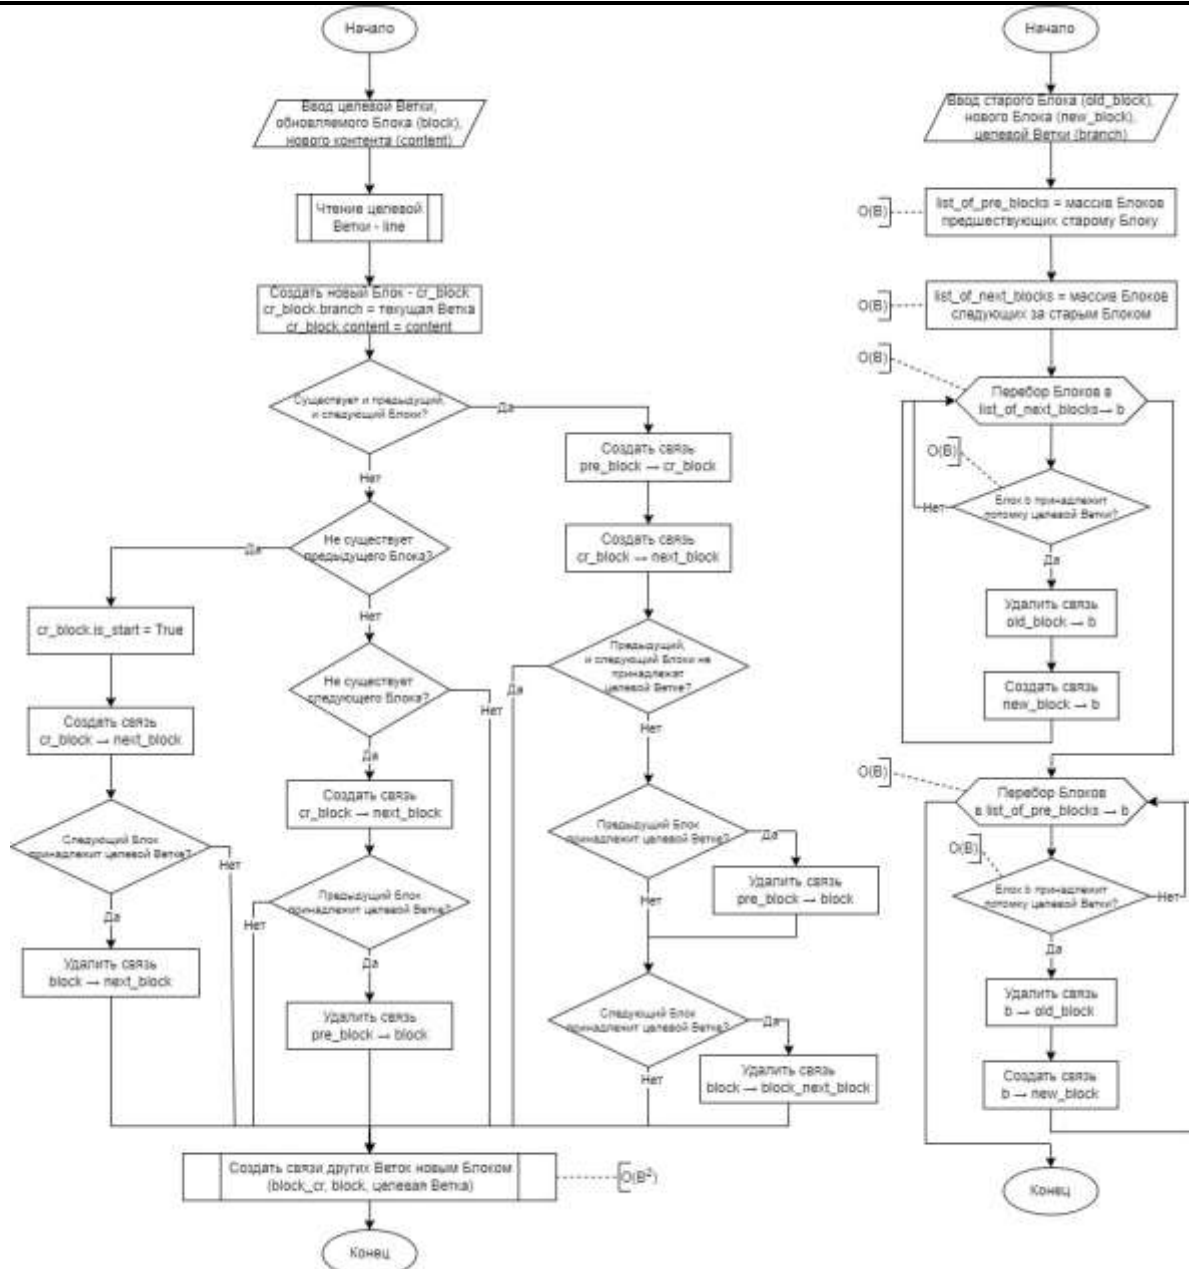 Начало
Ввод целевой Ветки,
обновляемого Блока (block),
нового контента (content)
Чтение целевой
Ветки - line
Создать новый Блок - cr_block
cr_block.branch = текущая Ветка
cr_block.content = content
Существует и предыдущий,
и следующий Блоки?
Да
Нет
Создать связь
pre_block → cr_block
Создать связь
cr_block → next_block
Не существует
предыдущего Блока?
Да
Нет
cr_block.is_start = True
Создать связь
cr_block → next_block
Следующий Блок
принадлежит целевой Ветке?
Нет
Да
Удалить связь
block → next_block
Не существует
следующего Блока?
Нет
Да
Создать связь
cr_block → next_block
Предыдущий Блок
принадлежит целевой Ветке?
Нет
Да
Удалить связь
pre_block → block
Предыдущий,
и следующий Блоки не
принадлежат
целевой Ветке?
Да
Нет
Предыдущий Блок
принадлежит целевой Ветке?
Да
Нет
Удалить связь
pre_block → block
Следующий Блок
принадлежит целевой Ветке?
Да
Нет
Удалить связь
block → block_next_block
Создать связи других Веток новым Блоком
(block_cr, block, целевая Ветка)
O(B²)
Конец
Начало
Ввод старого Блока (old_block),
нового Блока (new_block),
целевой Ветки (branch)
O(B)
list_of_pre_blocks = массив Блоков
предшествующих старому Блоку
O(B)
list_of_next_blocks = массив Блоков
следующих за старым Блоком
O(B)
Перебор Блоков в
list_of_next_blocks → b
O(B)
Блок b принадлежит
потомку целевой Ветки?
Нет
Да
Удалить связь
old_block → b
Создать связь
new_block → b
O(B)
Перебор Блоков
в list_of_pre_blocks → b
O(B)
Блок b принадлежит
потомку целевой Ветки?
Нет
Да
Удалить связь
b → old_block
Создать связь
b → new_block
Конец